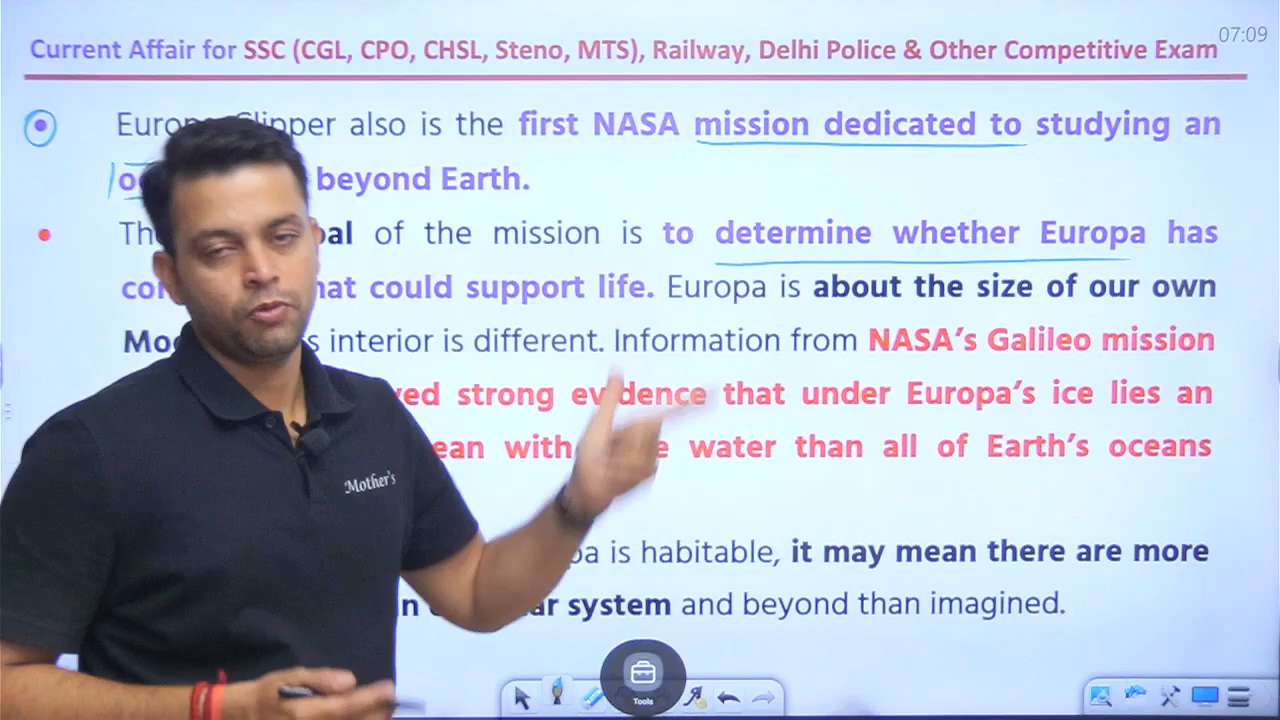 Current Affair for SSC (CGL, CPO, CHSL, Steno, MTS), Railway, Delhi Police & Other Competitive Exam
07:09
Europa Clipper also is the first NASA mission dedicated to studying an
beyond Earth.
of the mission is to determine whether Europa has
that could support life. Europa is about the size of our own
interior is different. Information from NASA's Galileo mission
strong evidence that under Europa's ice lies an
with water than all of Earth's oceans
is habitable, it may mean there are more
system and beyond than imagined.
Mother's
Tools